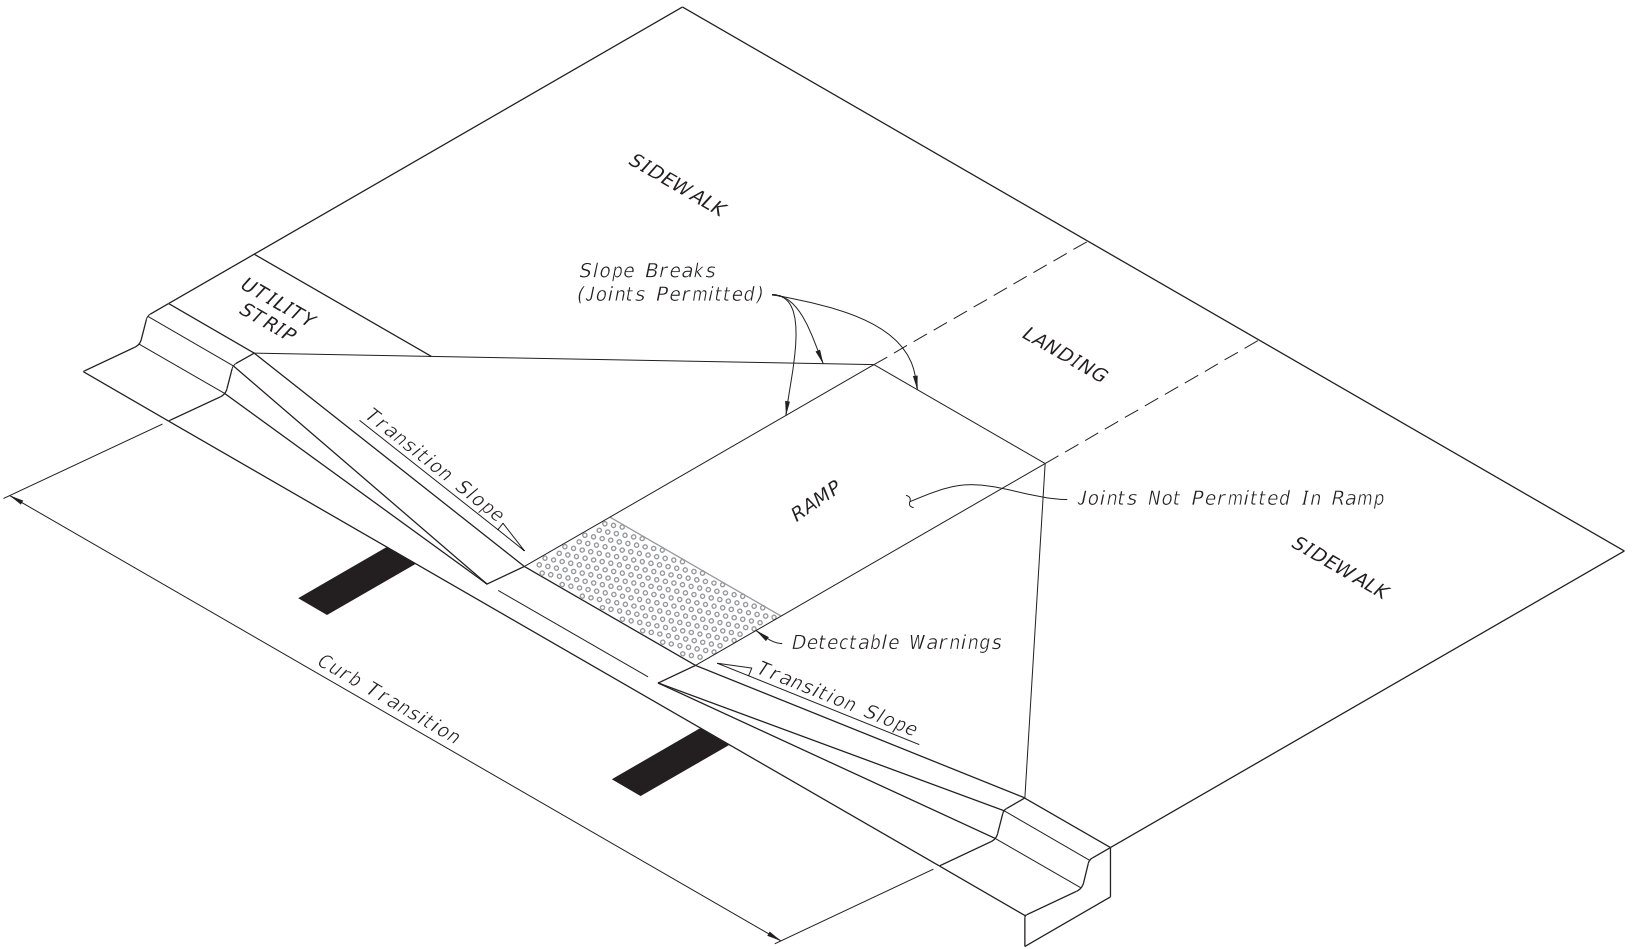 SIDEWALK
Slope Breaks
(Joints Permitted)
UTILITY
STRIP
LANDING
Transition Slope
RAMP
Joints Not Permitted In Ramp
SIDEWALK
Detectable Warnings
Transition Slope
Curb Transition